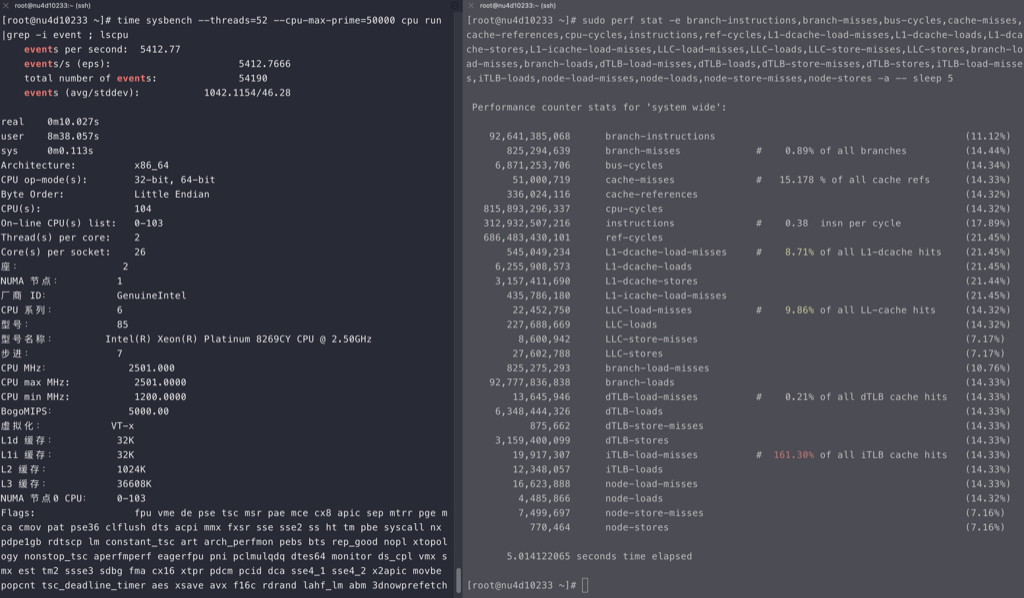 nu4d10233 — (ssh)
[root@nu4d10233 ~]# time sysbench --threads=52 --cpu-max-prime=50000 cpu run
|grep -i event ; lscpu
events per second:  5412.77
events/s (eps):                      5412.7666
total number of events:              54190
events (avg/stddev):           1042.1154/46.28
real    0m10.027s
user    8m38.057s
sys     0m0.113s
Architecture:          x86_64
CPU op-mode(s):        32-bit, 64-bit
Byte Order:            Little Endian
CPU(s):                104
On-line CPU(s) list:   0-103
Thread(s) per core:    2
Core(s) per socket:    26
座：                 2
NUMA 节点：            1
厂商 ID：           GenuineIntel
CPU 系列：           6
型号：              85
型号名称：        Intel(R) Xeon(R) Platinum 8269CY CPU @ 2.50GHz
步进：              7
CPU MHz：             2501.000
CPU max MHz:           2501.0000
CPU min MHz:           1200.0000
BogoMIPS：            5000.00
虚拟化：           VT-x
L1d 缓存：           32K
L1i 缓存：           32K
L2 缓存：            1024K
L3 缓存：            36608K
NUMA 节点0 CPU：     0-103
Flags:                 fpu vme de pse tsc msr pae mce cx8 apic sep mtrr pge m
ca cmov pat pse36 clflush dts acpi mmx fxsr sse sse2 ss ht tm pbe syscall nx
pdpe1gb rdtscp lm constant_tsc art arch_perfmon pebs bts rep_good nopl xtopol
ogy nonstop_tsc aperfmperf eagerfpu pni pclmulqdq dtes64 monitor ds_cpl vmx s
mx est tm2 ssse3 sdbg fma cx16 xtpr pdcm pcid dca sse4_1 sse4_2 x2apic movbe
popcnt tsc_deadline_timer aes xsave avx f16c rdrand lahf_lm abm 3dnowprefetch
root@nu4d10233:~ (ssh)
[root@nu4d10233 ~]# sudo perf stat -e branch-instructions,branch-misses,bus-cycles,cache-misses,
cache-references,cpu-cycles,instructions,ref-cycles,L1-dcache-load-misses,L1-dcache-loads,L1-dca
che-stores,L1-icache-load-misses,LLC-load-misses,LLC-loads,LLC-store-misses,LLC-stores,branch-lo
ad-misses,branch-loads,dTLB-load-misses,dTLB-loads,dTLB-store-misses,dTLB-stores,iTLB-load-misse
s,iTLB-loads,node-load-misses,node-loads,node-store-misses,node-stores -a -- sleep 5
Performance counter stats for 'system wide':
92,641,385,068      branch-instructions                                           (11.12%)
825,294,639      branch-misses             #    0.89% of all branches          (14.44%)
6,871,253,706      bus-cycles                                                    (14.34%)
51,000,719      cache-misses              #   15.178 % of all cache refs      (14.33%)
336,024,116      cache-references                                              (14.32%)
815,893,296,337      cpu-cycles                                                    (14.32%)
312,932,507,216      instructions              #    0.38  insn per cycle           (17.89%)
686,483,430,101      ref-cycles                                                    (21.45%)
545,049,234      L1-dcache-load-misses     #    8.71% of all L1-dcache hits    (21.45%)
6,255,908,573      L1-dcache-loads                                               (21.45%)
3,157,411,690      L1-dcache-stores                                              (21.44%)
435,786,180      L1-icache-load-misses                                         (21.45%)
22,452,750      LLC-load-misses           #    9.86% of all LL-cache hits     (14.32%)
227,688,669      LLC-loads                                                     (14.32%)
8,600,942      LLC-store-misses                                              (7.17%)
27,602,788      LLC-stores                                                    (7.17%)
825,275,293      branch-load-misses                                            (10.76%)
92,777,836,838      branch-loads                                                  (14.33%)
13,645,946      dTLB-load-misses          #    0.21% of all dTLB cache hits   (14.33%)
6,348,444,326      dTLB-loads                                                    (14.33%)
875,662      dTLB-store-misses                                             (14.33%)
3,159,400,099      dTLB-stores                                                   (14.33%)
19,917,307      iTLB-load-misses          #  161.30% of all iTLB cache hits   (14.33%)
12,348,057      iTLB-loads                                                    (14.33%)
16,623,888      node-load-misses                                              (14.33%)
4,485,866      node-loads                                                    (14.32%)
7,499,697      node-store-misses                                             (7.16%)
770,464      node-stores                                                   (7.16%)
5.014122065 seconds time elapsed
[root@nu4d10233 ~]#